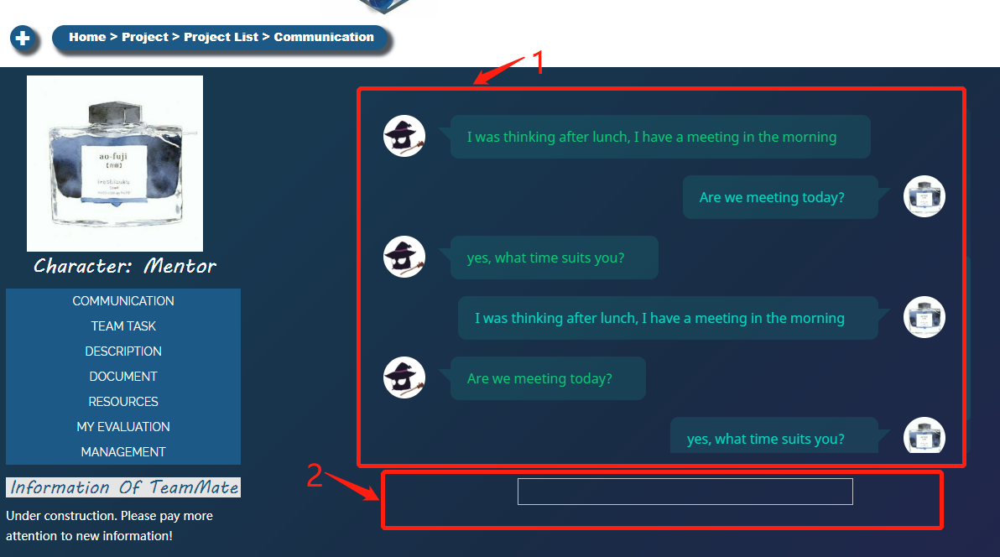 Home > Project > Project List > Communication
1
ao-fuji
Character: Mentor
COMMUNICATION
TEAM TASK
DESCRIPTION
DOCUMENT
RESOURCES
MY EVALUATION
MANAGEMENT
Information Of TeamMate
Under construction. Please pay more
attention to new information!
I was thinking after lunch, I have a meeting in the morning
Are we meeting today?
yes, what time suits you?
I was thinking after lunch, I have a meeting in the morning
Are we meeting today?
yes, what time suits you?
2